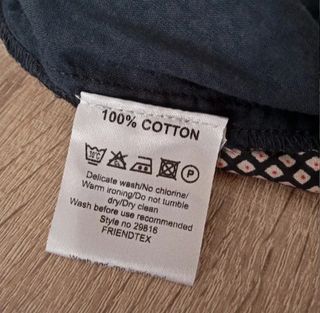 100% COTTON
30°C P
Delicate wash/No chlorine/
Warm ironing/Do not tumble
dry/Dry clean
Wash before use recommended
Style no 29816
FRIENDTEX